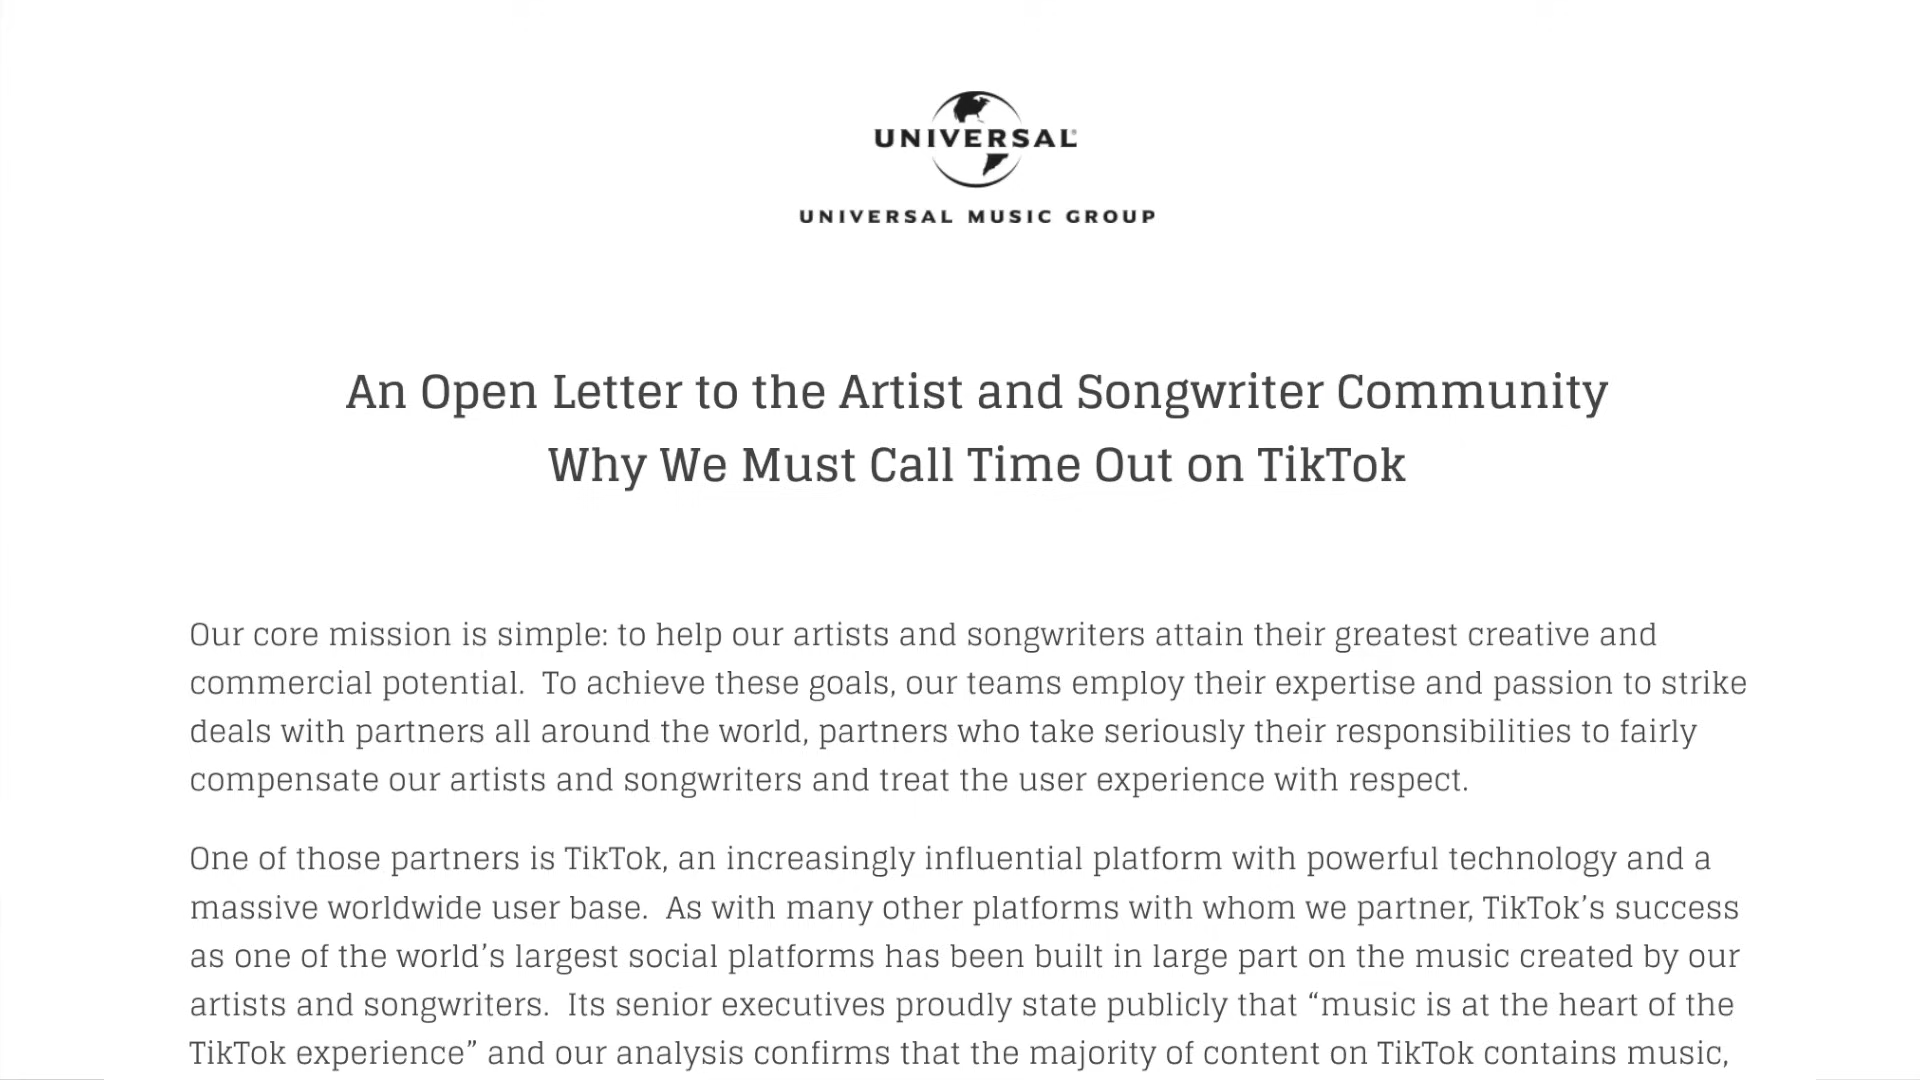 UNIVERSAL
UNIVERSAL MUSIC GROUP
An Open Letter to the Artist and Songwriter Community
Why We Must Call Time Out on TikTok
Our core mission is simple: to help our artists and songwriters attain their greatest creative and
commercial potential.  To achieve these goals, our teams employ their expertise and passion to strike
deals with partners all around the world, partners who take seriously their responsibilities to fairly
compensate our artists and songwriters and treat the user experience with respect.
One of those partners is TikTok, an increasingly influential platform with powerful technology and a
massive worldwide user base.  As with many other platforms with whom we partner, TikTok’s success
as one of the world’s largest social platforms has been built in large part on the music created by our
artists and songwriters.  Its senior executives proudly state publicly that “music is at the heart of the
TikTok experience” and our analysis confirms that the majority of content on TikTok contains music,